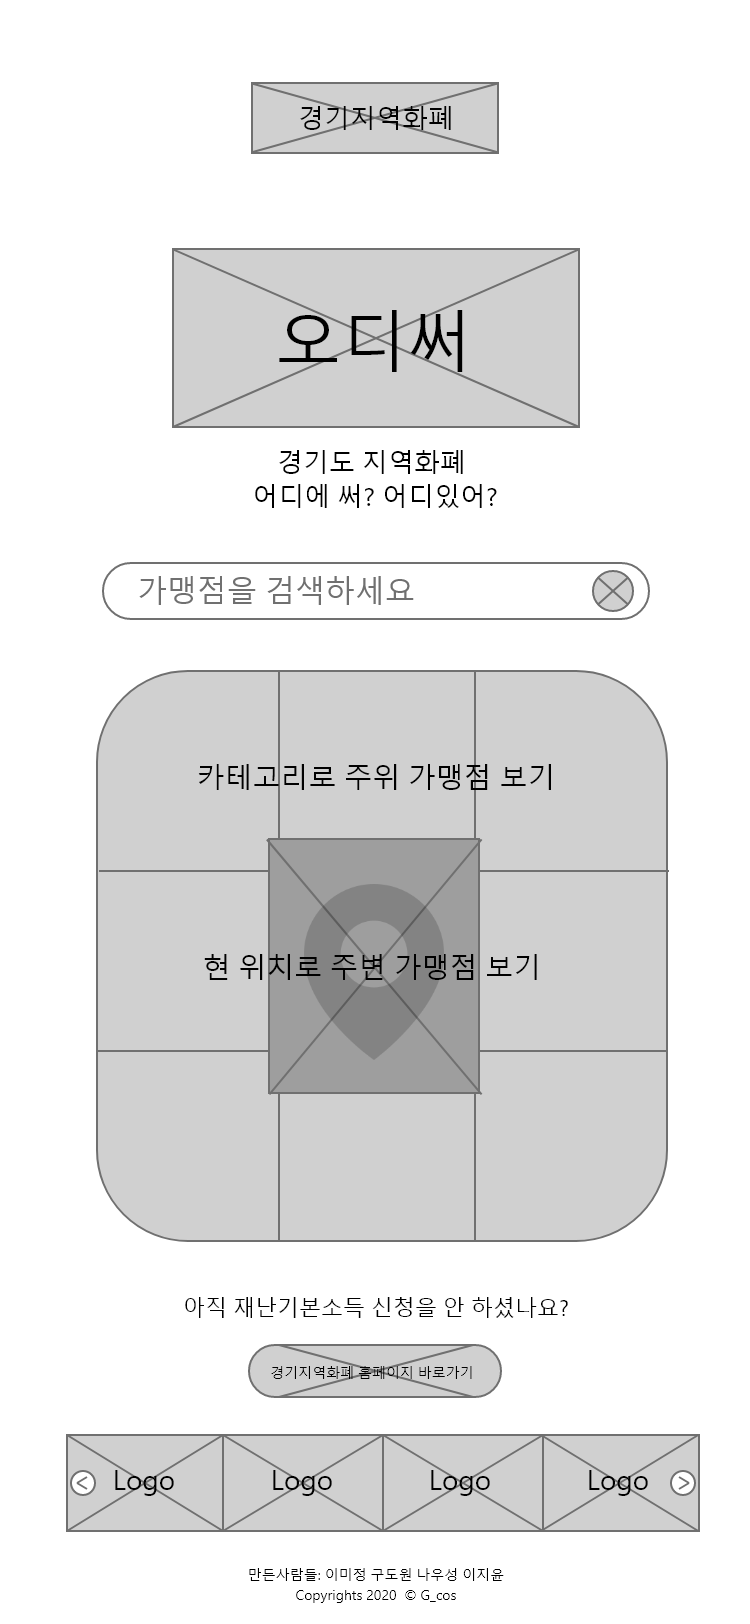 경기지역화폐
오디써
경기도 지역화폐
어디에 써? 어디있어?
가맹점을 검색하세요
카테고리로 주위 가맹점 보기
현 위치로 주변 가맹점 보기
아직 재난기본소득 신청을 안 하셨나요?
경기지역화폐 홈페이지 바로가기
< Logo Logo Logo Logo >
만든사람들: 이미정 구도원 나우성 이지윤
Copyrights 2020 © G_cos